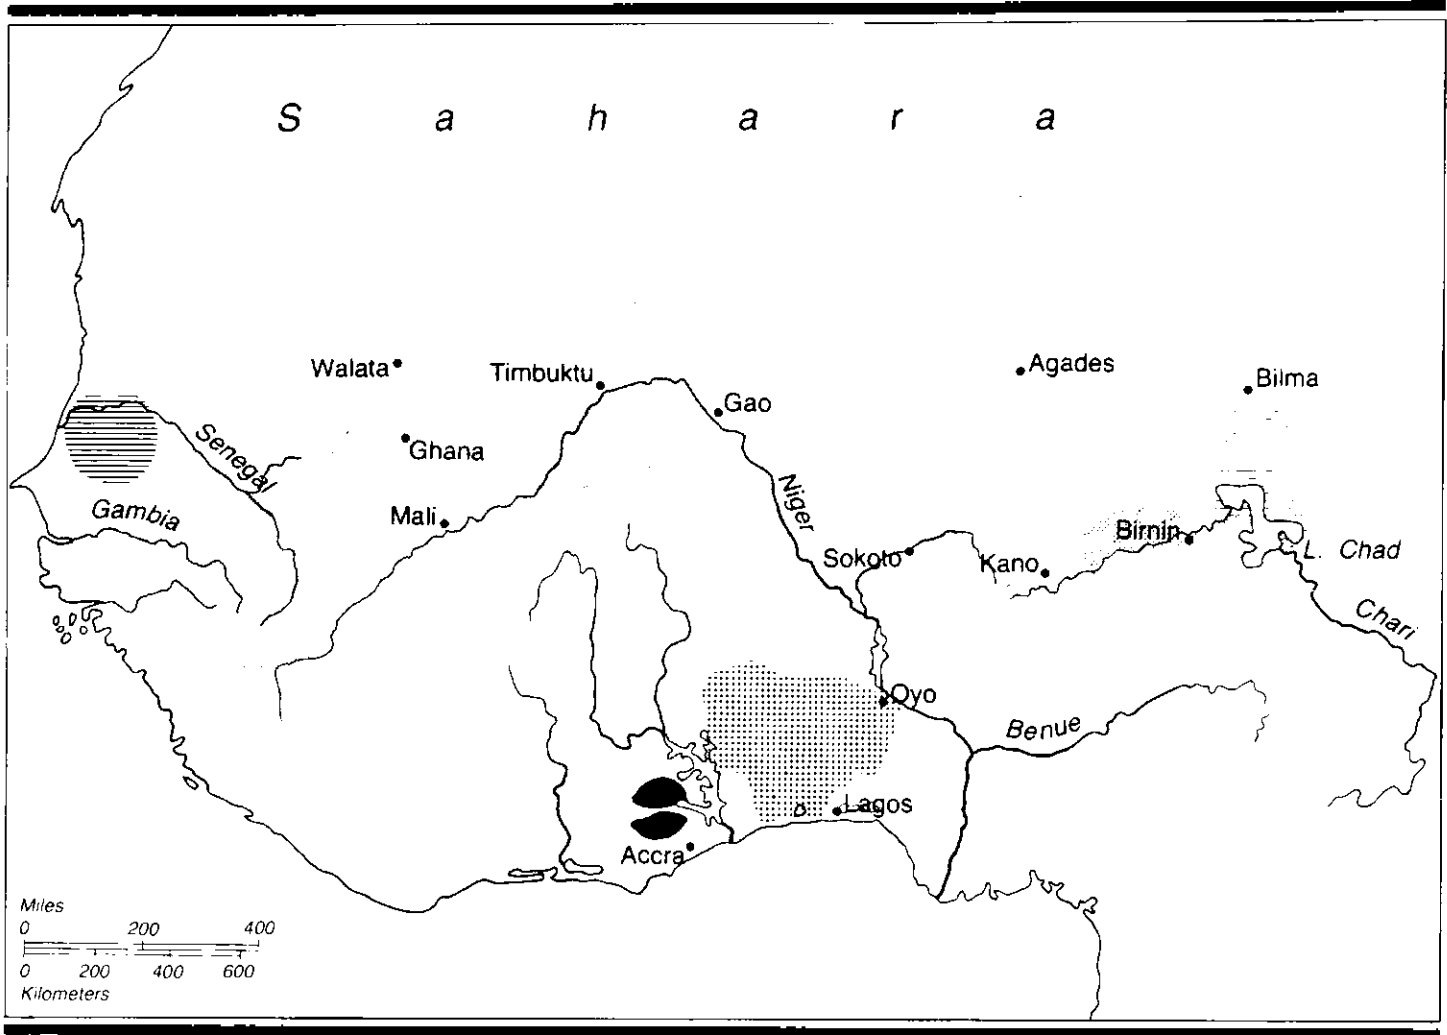 Sahara
Walata
Timbuktu
Gao
Agades
Bilma
Senegal
Ghana
Gambia
Mali
Niger
Birnin
Sokoto
Kano
L. Chad
Chari
Oyo
Benue
Lagos
Accra
Miles
0 200 400
0 200 400 600
Kilometers